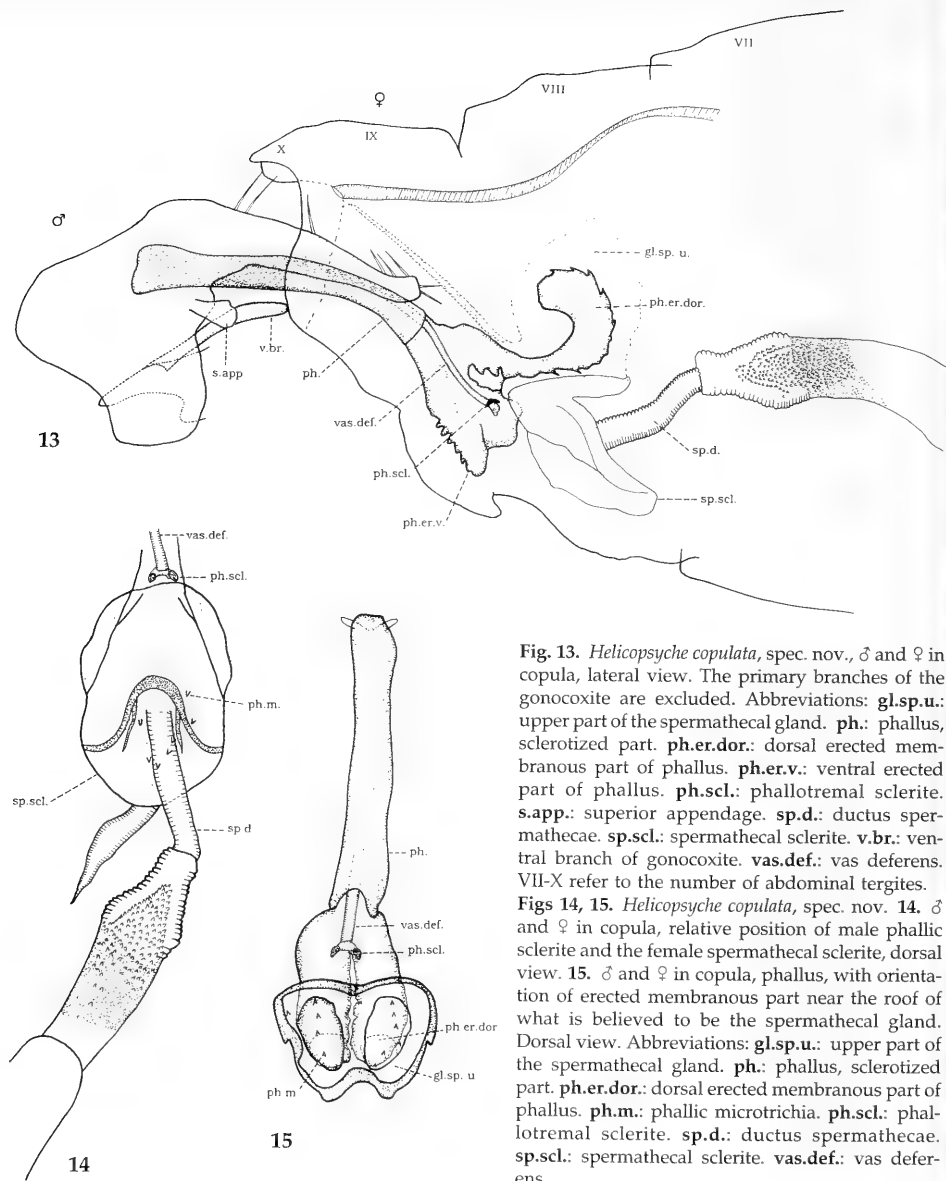 VII
VIII
♀
IX
X
♂
gl.sp. u.
ph.er.dor.
s.app
v.br.
ph.
vas.def.
ph.scl.
ph.er.v.
sp.d.
sp.scl.
13
vas.def.
ph.scl.
ph.m.
sp.scl.
sp d
14
ph.
vas.def.
ph.scl.
ph er.dor
gl.sp. u
ph m
15
Fig. 13. Helicopsyche copulata, spec. nov., ♂ and ♀ in
copula, lateral view. The primary branches of the
gonocoxite are excluded. Abbreviations: gl.sp.u.:
upper part of the spermathecal gland. ph.: phallus,
sclerotized part. ph.er.dor.: dorsal erected mem-
branous part of phallus. ph.er.v.: ventral erected
part of phallus. ph.scl.: phallotremal sclerite.
s.app.: superior appendage. sp.d.: ductus sper-
mathecae. sp.scl.: spermathecal sclerite. v.br.: ven-
tral branch of gonocoxite. vas.def.: vas deferens.
VII-X refer to the number of abdominal tergites.
Figs 14, 15. Helicopsyche copulata, spec. nov. 14. ♂
and ♀ in copula, relative position of male phallic
sclerite and the female spermathecal sclerite, dorsal
view. 15. ♂ and ♀ in copula, phallus, with orienta-
tion of erected membranous part near the roof of
what is believed to be the spermathecal gland.
Dorsal view. Abbreviations: gl.sp.u.: upper part of
the spermathecal gland. ph.: phallus, sclerotized
part. ph.er.dor.: dorsal erected membranous part of
phallus. ph.m.: phallic microtrichia. ph.scl.: phal-
lotremal sclerite. sp.d.: ductus spermathecae.
sp.scl.: spermathecal sclerite. vas.def.: vas defer-
ens